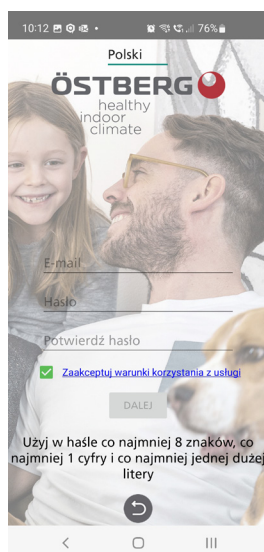 10:12
76%
Polski
ÖSTBERG
healthy
indoor
climate
E-mail
Hasło
Potwierdź hasło
Zaakceptuj warunki korzystania z usługi
DALEJ
Użyj w haśle co najmniej 8 znaków, co
najmniej 1 cyfry i co najmniej jednej dużej
litery